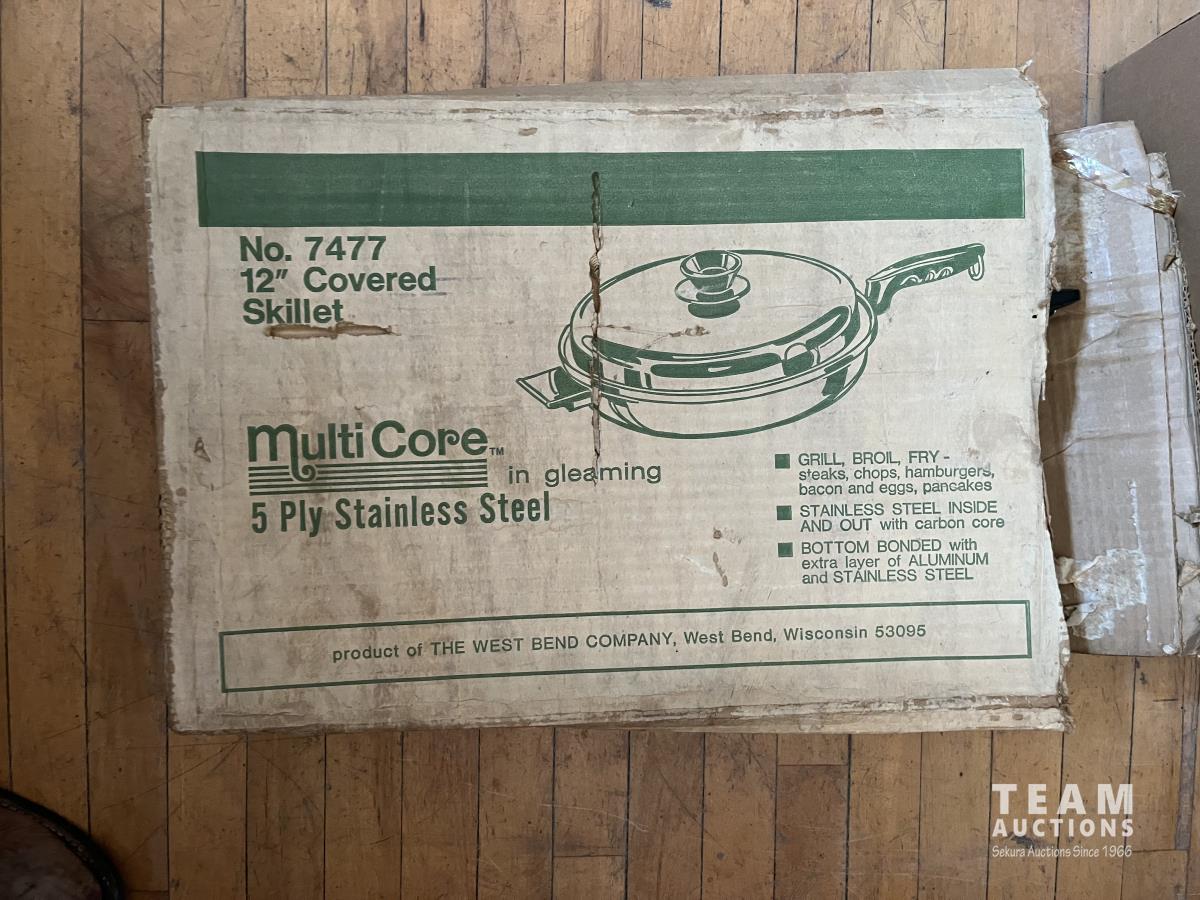 No. 7477
12" Covered
Skillet
Multi Core™
in gleaming
5 Ply Stainless Steel
GRILL, BROIL, FRY -
steaks, chops, hamburgers,
bacon and eggs, pancakes
STAINLESS STEEL INSIDE
AND OUT with carbon core
BOTTOM BONDED with
extra layer of ALUMINUM
and STAINLESS STEEL
product of THE WEST BEND COMPANY, West Bend, Wisconsin 53095
TEAM
AUCTIONS
Sekura Auctions Since 1966